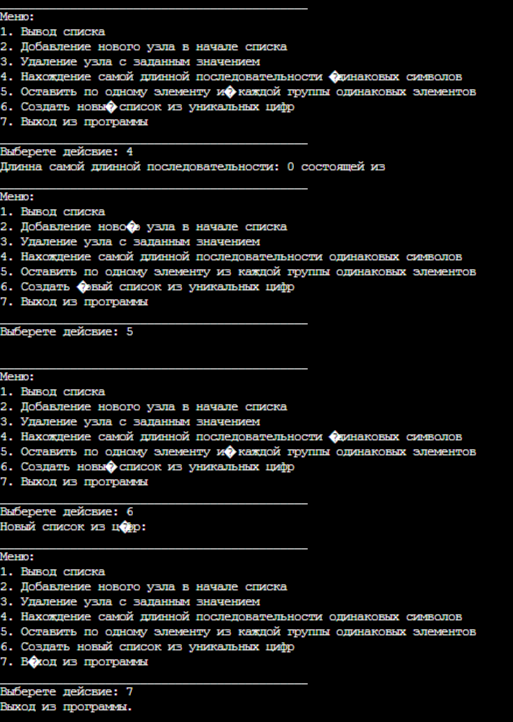 Меню:
1. Вывод списка
2. Добавление нового узла в начале списка
3. Удаление узла с заданным значением
4. Нахождение самой длинной последовательности �динаковых символов
5. Оставить по одному элементу и� каждой группы одинаковых элементов
6. Создать новы� список из уникальных цифр
7. Выход из программы
Выберете дейсвие: 4
Длинна самой длинной последовательности: 0 состоящей из
Меню:
1. Вывод списка
2. Добавление ново�о узла в начале списка
3. Удаление узла с заданным значением
4. Нахождение самой длинной последовательности одинаковых символов
5. Оставить по одному элементу из каждой группы одинаковых элементов
6. Создать �овый список из уникальных цифр
7. Выход из программы
Выберете дейсвие: 5
Меню:
1. Вывод списка
2. Добавление нового узла в начале списка
3. Удаление узла с заданным значением
4. Нахождение самой длинной последовательности �динаковых символов
5. Оставить по одному элементу и� каждой группы одинаковых элементов
6. Создать новы� список из уникальных цифр
7. Выход из программы
Выберете дейсвие: 6
Новый список из ц�фр:
Меню:
1. Вывод списка
2. Добавление нового узла в начале списка
3. Удаление узла с заданным значением
4. Нахождение самой длинной последовательности одинаковых символов
5. Оставить по одному элементу из каждой группы одинаковых элементов
6. Создать новый список из уникальных цифр
7. В�ход из программы
Выберете дейсвие: 7
Выход из программы.